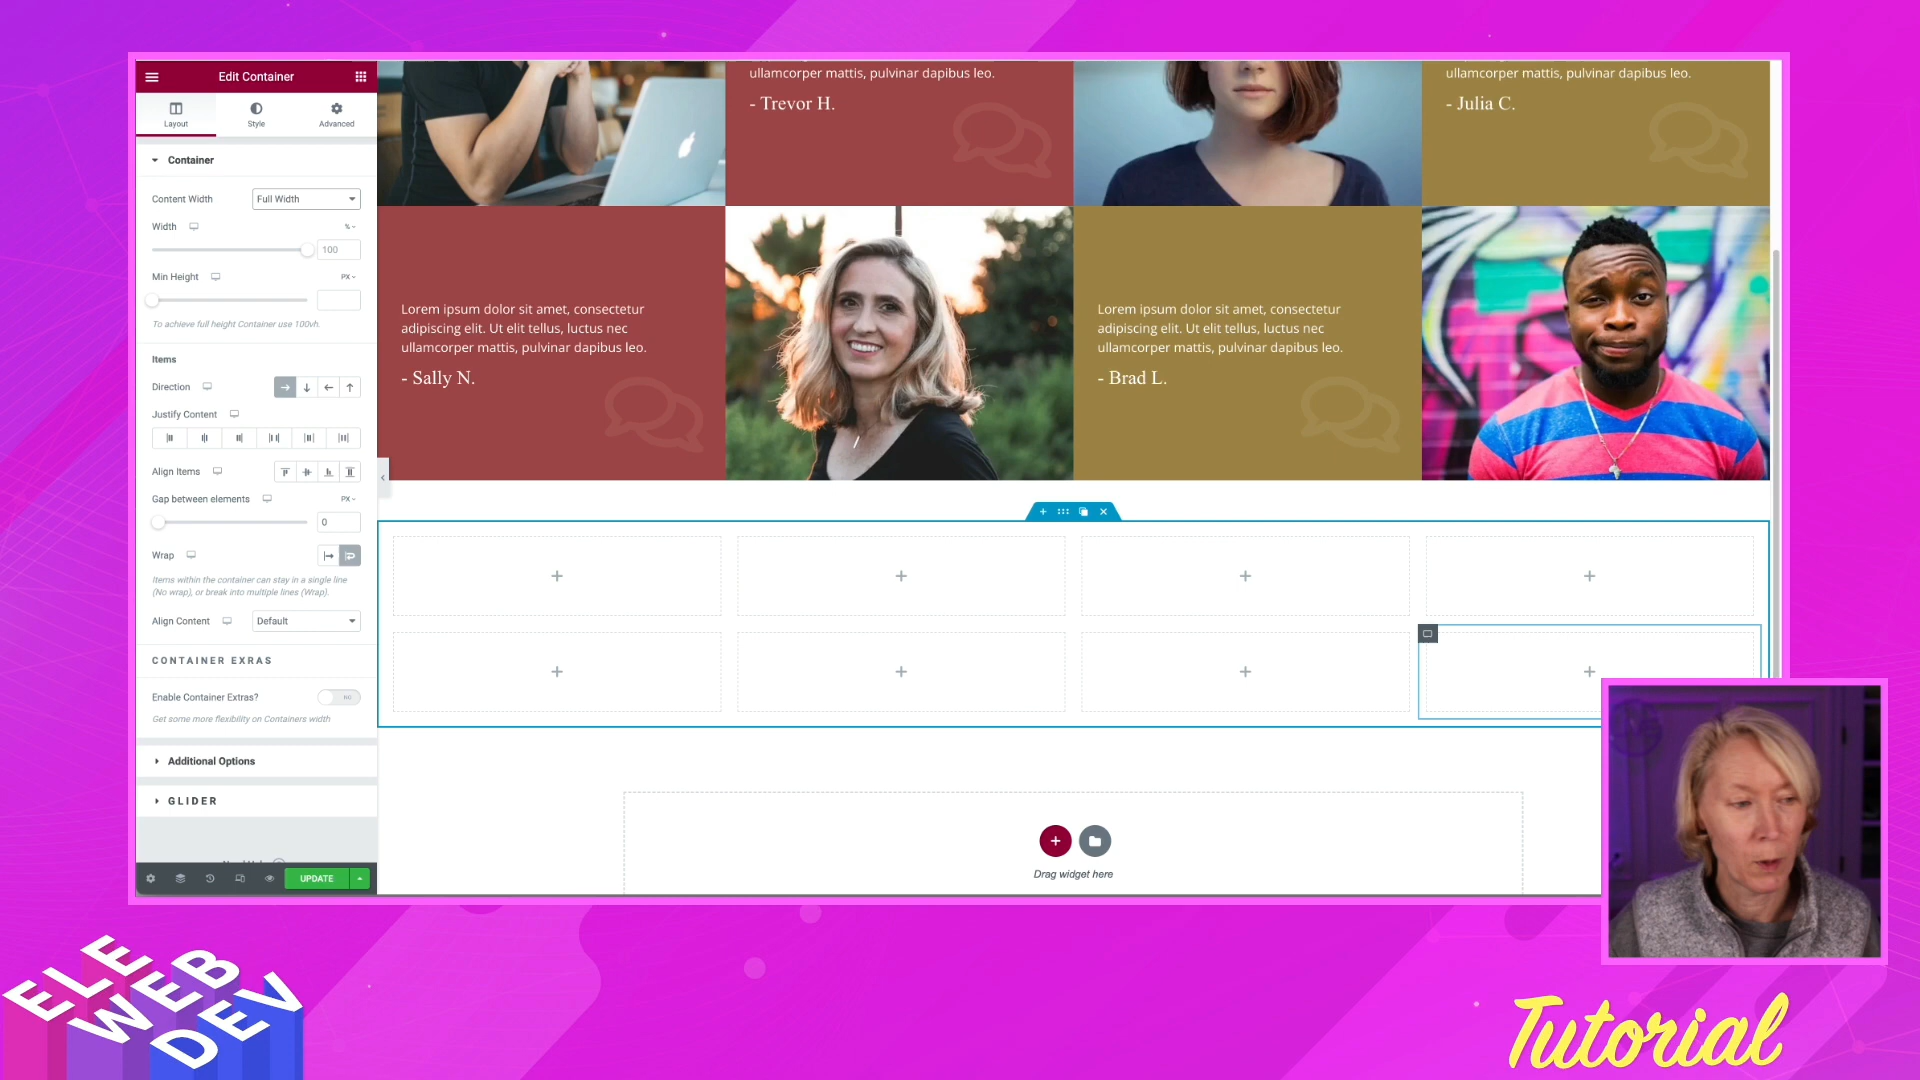 Edit Container
Layout
Style
Advanced
Container
Content Width
Full Width
Width
%
100
Min Height
PX
To achieve full height Container use 100vh.
Items
Direction
Justify Content
Align Items
Gap between elements
PX
0
Wrap
Items within the container can stay in a single line
(No wrap), or break into multiple lines (Wrap).
Align Content
Default
CONTAINER EXRAS
Enable Container Extras?
NO
Get some more flexibility on Containers width
Additional Options
GLIDER
UPDATE
ullamcorper mattis, pulvinar dapibus leo.
- Trevor H.
ullamcorper mattis, pulvinar dapibus leo.
- Julia C.
Lorem ipsum dolor sit amet, consectetur
adipiscing elit. Ut elit tellus, luctus nec
ullamcorper mattis, pulvinar dapibus leo.
- Sally N.
Lorem ipsum dolor sit amet, consectetur
adipiscing elit. Ut elit tellus, luctus nec
ullamcorper mattis, pulvinar dapibus leo.
- Brad L.
Drag widget here
ELE
WEB
DEV
Tutorial